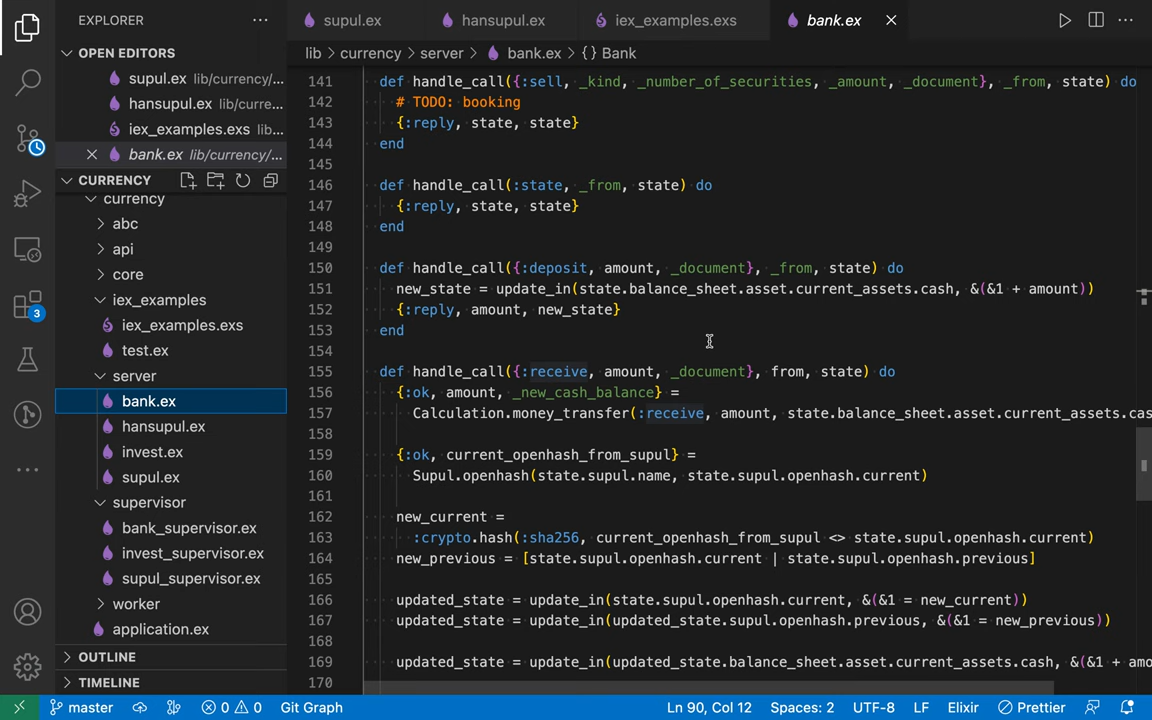 EXPLORER
OPEN EDITORS
supul.ex lib/currency/...
hansupul.ex lib/curre...
iex_examples.exs lib...
bank.ex lib/currency/...
CURRENCY
currency
abc
api
core
iex_examples
iex_examples.exs
test.ex
server
bank.ex
hansupul.ex
invest.ex
supul.ex
supervisor
bank_supervisor.ex
invest_supervisor.ex
supul_supervisor.ex
worker
application.ex
OUTLINE
TIMELINE
3
supul.ex hansupul.ex iex_examples.exs bank.ex
lib > currency > server > bank.ex > {} Bank
141 def handle_call({:sell, _kind, _number_of_securities, _amount, _document}, _from, state) do
142 # TODO: booking
143 {:reply, state, state}
144 end
145
146 def handle_call(:state, _from, state) do
147 {:reply, state, state}
148 end
149
150 def handle_call({:deposit, amount, _document}, _from, state) do
151 new_state = update_in(state.balance_sheet.asset.current_assets.cash, &(&1 + amount))
152 {:reply, amount, new_state}
153 end
154
155 def handle_call({:receive, amount, _document}, from, state) do
156 {:ok, amount, _new_cash_balance} =
157 Calculation.money_transfer(:receive, amount, state.balance_sheet.asset.current_assets.cas
158
159 {:ok, current_openhash_from_supul} =
160 Supul.openhash(state.supul.name, state.supul.openhash.current)
161
162 new_current =
163 :crypto.hash(:sha256, current_openhash_from_supul <> state.supul.openhash.current)
164 new_previous = [state.supul.openhash.current | state.supul.openhash.previous]
165
166 updated_state = update_in(state.supul.openhash.current, &(&1 = new_current))
167 updated_state = update_in(updated_state.supul.openhash.previous, &(&1 = new_previous))
168
169 updated_state = update_in(updated_state.balance_sheet.asset.current_assets.cash, &(&1 + amo
170
master 0 0 Git Graph Ln 90, Col 12 Spaces: 2 UTF-8 LF Elixir Prettier